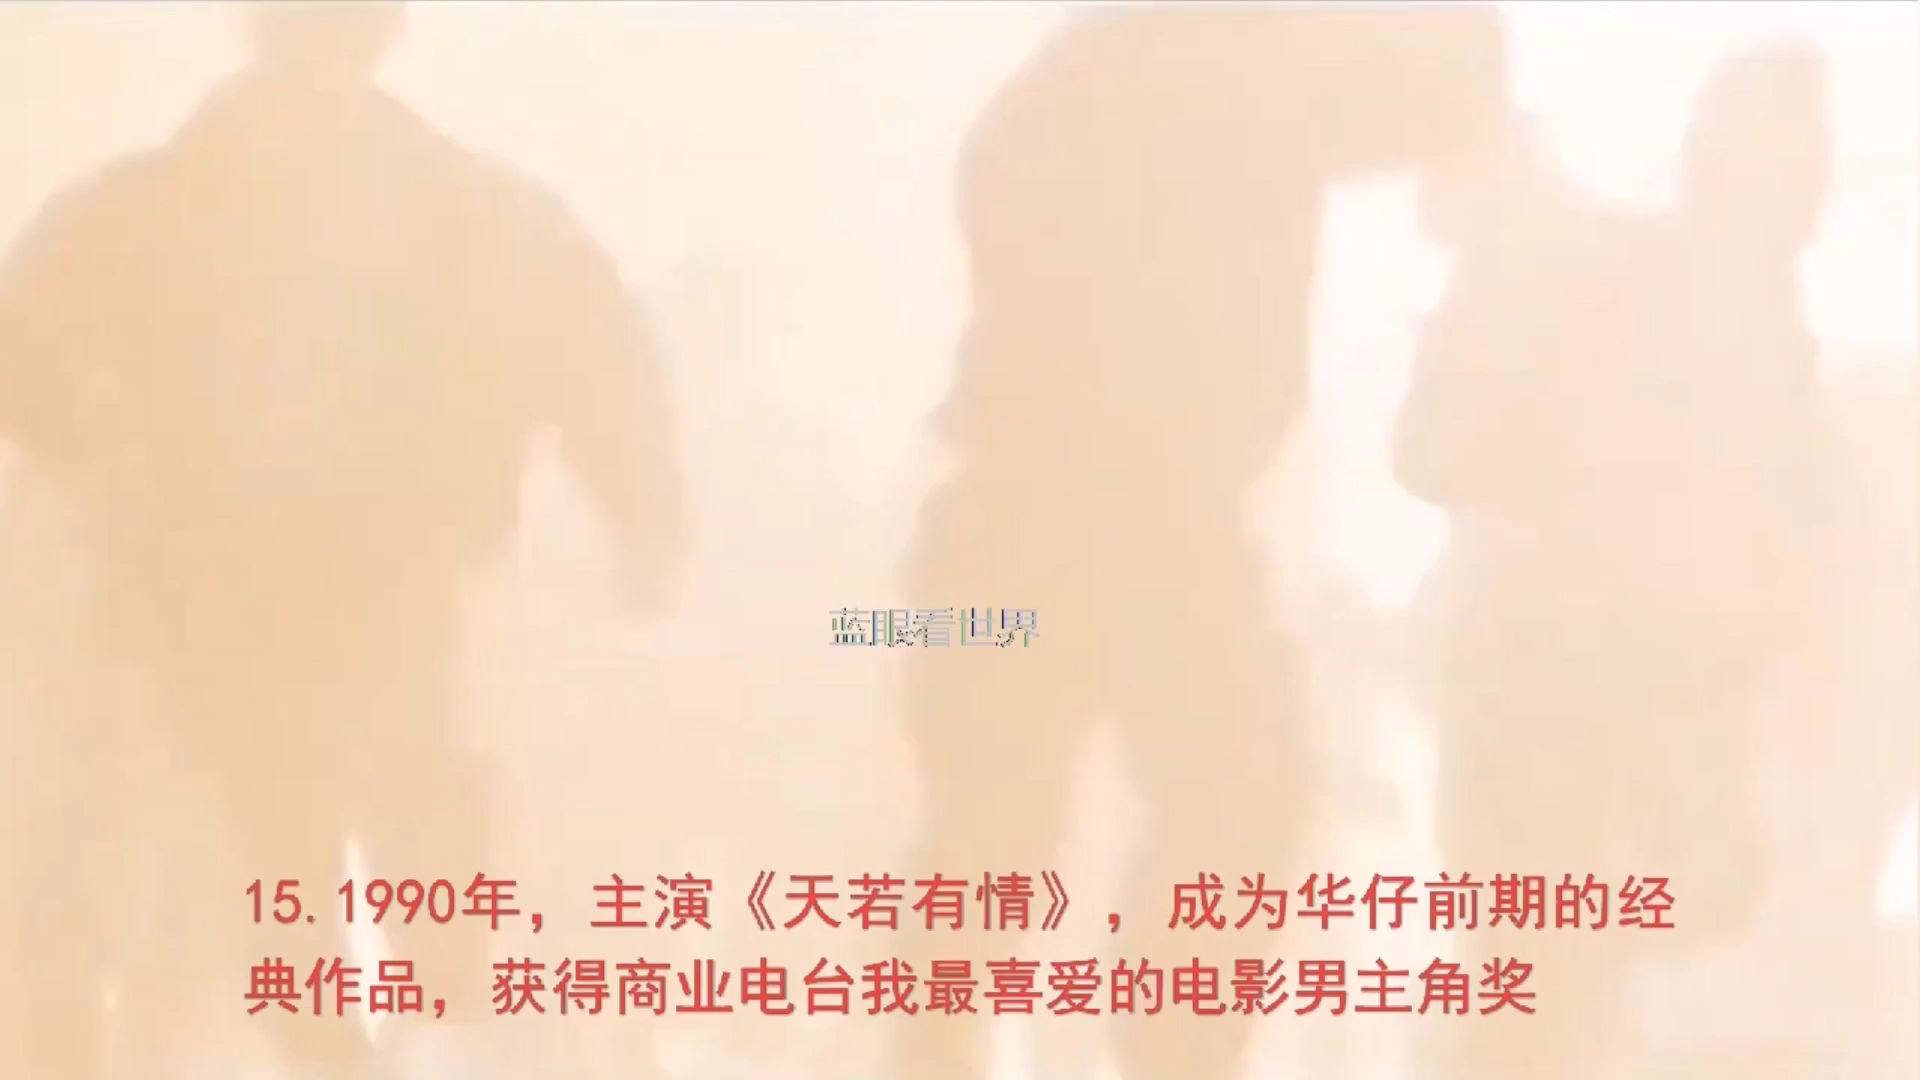 蓝眼看世界
15.1990年，主演《天若有情》，成为华仔前期的经
典作品，获得商业电台我最喜爱的电影男主角奖